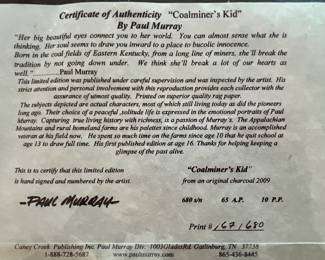 Certificate of Authenticity "Coalminer's Kid"
By Paul Murray
"Her big beautiful eyes connect you to her world. You can almost sense what she is
thinking. Her soul seems to draw you inward to a place to bucolic innocence.
Born in the coal fields of Eastern Kentucky, from a long line of miners, she'll break the
tradition by not going down under. We think she'll break a lot of our hearts as
well." Paul Murray
This limited edition was published under careful supervision and was inspected by the artist. His
strict attention and personal involvement with this reproduction provides each collector with the
assurance of utmost quality. Printed on superior quality rag paper.
The subjects depicted are actual characters, most of which still living today as did the pioneers
long ago. Their choice of a peaceful solitude life is expressed in the emotional portraits of Paul
Murray. Capturing true living history with richness, is a passion of Murray's. The Appalachian
Mountains and rural homeland farms are his palettes since childhood. Murray is an accomplished
veteran at his field now. He spent so much time on the farms since age 10 that he quit school at
age 13 to draw full time. His first published edition at age 16. Thanks for helping keeping a
glimpse of the past alive.
This is to certify that this limited edition
is hand signed and numbered by the artist.
"Coalminer's Kid"
from an original charcoal 2009
Paul Murray
680 s/n 65 A.P. 10 P.P.
Print # 167/680
Caney Creek Publishing Inc. Paul Murray Div. 1003GladesRd. Gatlinburg, TN 37738
1-888-728-5687 www.paulmurray.com 865-436-8445